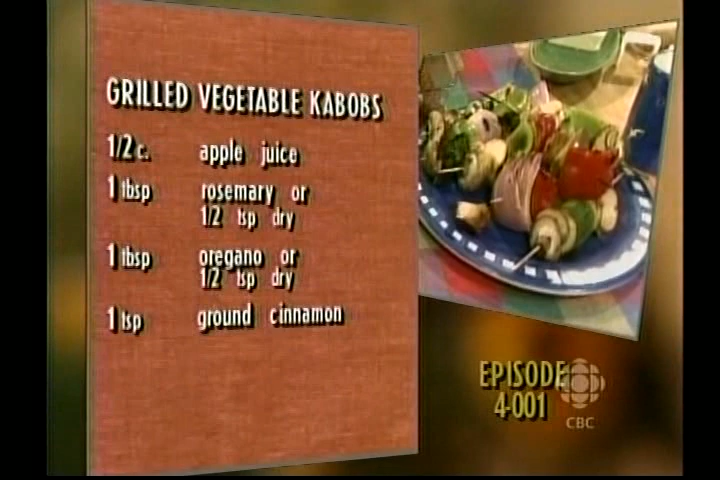 GRILLED VEGETABLE KABOBS
1/2 c. apple juice
1 tbsp rosemary or
1/2 tsp dry
1 tbsp oregano or
1/2 tsp dry
1 tsp ground cinnamon
EPISODE
4-001
CBC